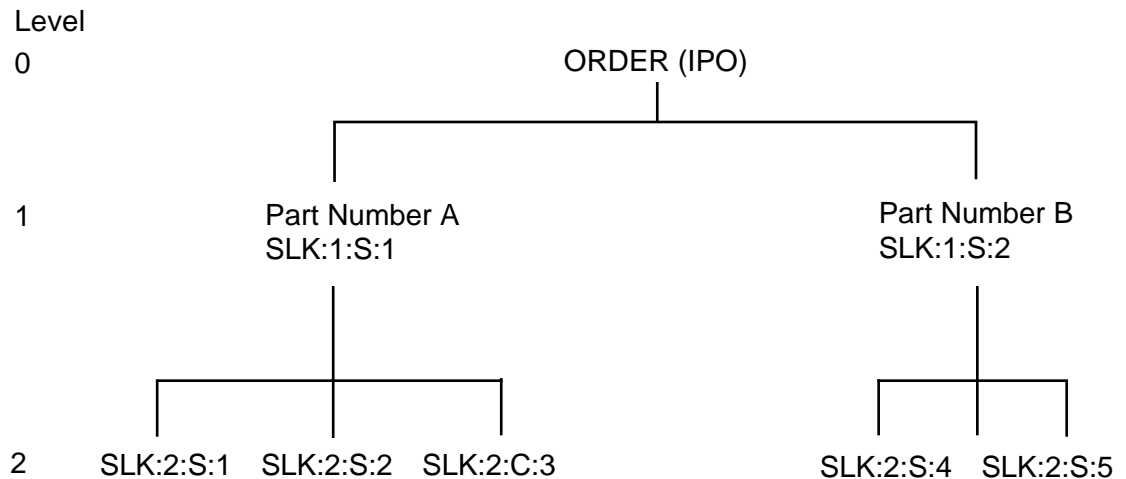 Level
0
ORDER (IPO)
1
Part Number A
SLK:1:S:1
Part Number B
SLK:1:S:2
2
SLK:2:S:1 SLK:2:S:2 SLK:2:C:3 SLK:2:S:4 SLK:2:S:5